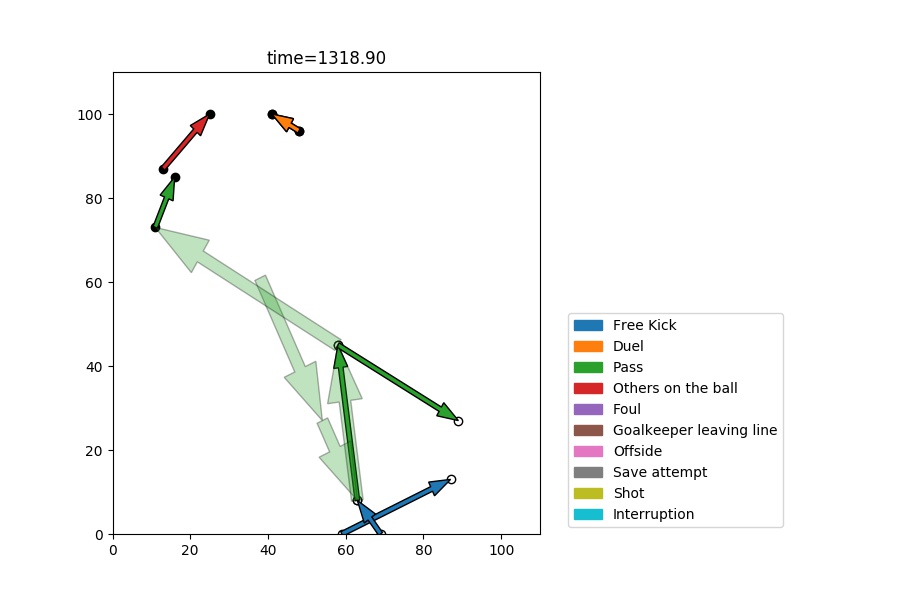 time=1318.90
100
80
60
40
20
0
0 20 40 60 80 100
Free Kick
Duel
Pass
Others on the ball
Foul
Goalkeeper leaving line
Offside
Save attempt
Shot
Interruption